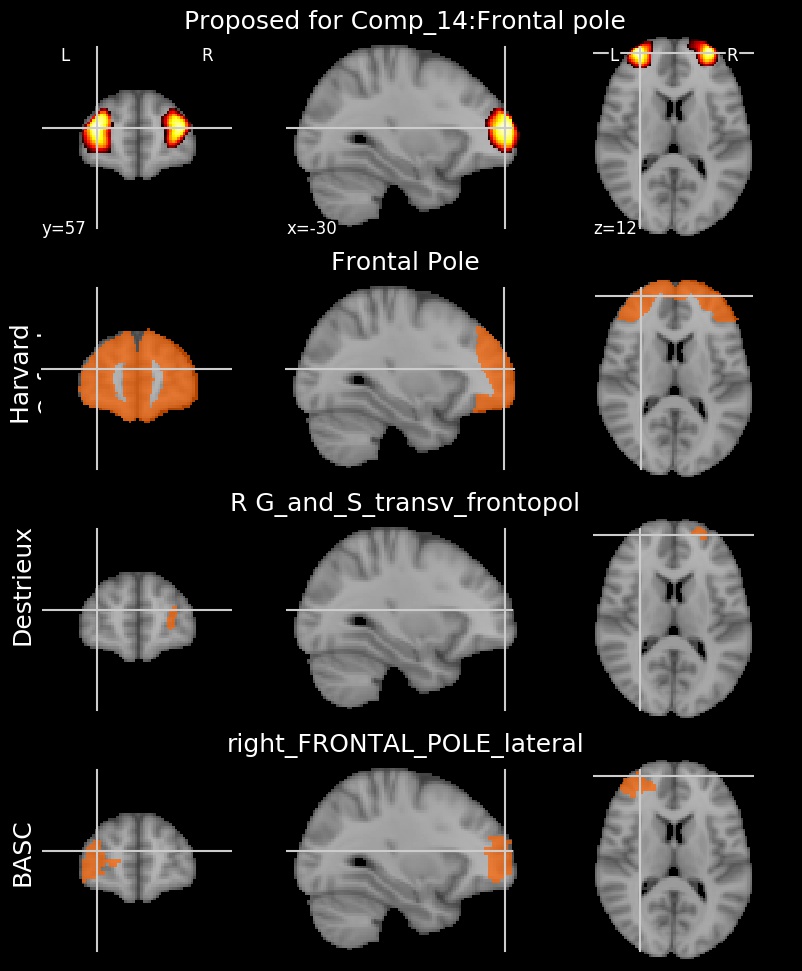 Proposed for Comp_14:Frontal pole
L R L R
y=57 x=-30 z=12
Frontal Pole
Harvard
R G_and_S_transv_frontopol
Destrieux
right_FRONTAL_POLE_lateral
BASC